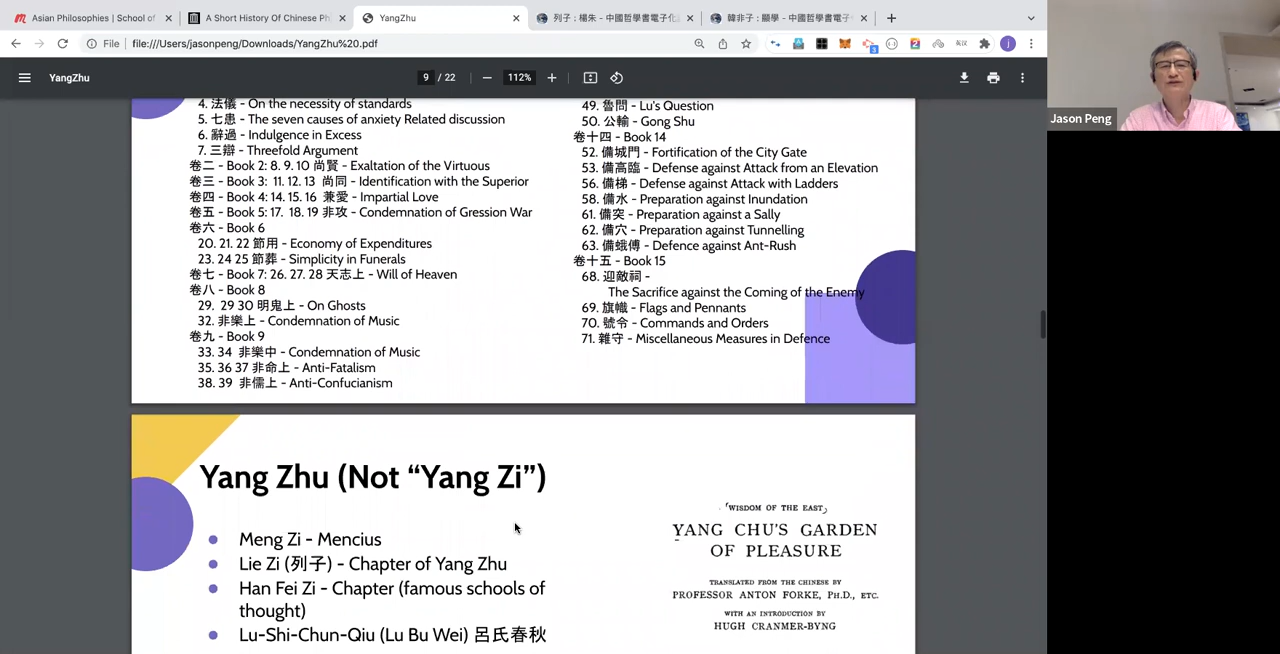 Asian Philosophies | School of
A Short History Of Chinese Ph
YangZhu
列子 : 楊朱 - 中國哲學書電子化
韓非子 : 顯學 - 中國哲學書電子
File
file:///Users/jasonpeng/Downloads/YangZhu%20.pdf
YangZhu
9 / 22
112%
4. 法儀 - On the necessity of standards
5. 七患 - The seven causes of anxiety Related discussion
6. 辭過 - Indulgence in Excess
7. 三辯 - Threefold Argument
卷二 - Book 2: 8. 9. 10 尚賢 - Exaltation of the Virtuous
卷三 - Book 3: 11. 12. 13 尚同 - Identification with the Superior
卷四 - Book 4: 14. 15. 16 兼愛 - Impartial Love
卷五 - Book 5: 17. 18. 19 非攻 - Condemnation of Gression War
卷六 - Book 6
20. 21. 22 節用 - Economy of Expenditures
23. 24 25 節葬 - Simplicity in Funerals
卷七 - Book 7: 26. 27. 28 天志上 - Will of Heaven
卷八 - Book 8
29. 29 30 明鬼上 - On Ghosts
32. 非樂上 - Condemnation of Music
卷九 - Book 9
33. 34 非樂中 - Condemnation of Music
35. 36 37 非命上 - Anti-Fatalism
38. 39 非儒上 - Anti-Confucianism
49. 魯問 - Lu's Question
50. 公輸 - Gong Shu
卷十四 - Book 14
52. 備城門 - Fortification of the City Gate
53. 備高臨 - Defense against Attack from an Elevation
56. 備梯 - Defense against Attack with Ladders
58. 備水 - Preparation against Inundation
61. 備突 - Preparation against a Sally
62. 備穴 - Preparation against Tunnelling
63. 備蛾傅 - Defence against Ant-Rush
卷十五 - Book 15
68. 迎敵祠 -
The Sacrifice against the Coming of the Enemy
69. 旗幟 - Flags and Pennants
70. 號令 - Commands and Orders
71. 雜守 - Miscellaneous Measures in Defence
Yang Zhu (Not “Yang Zi”)
Meng Zi - Mencius
Lie Zi (列子) - Chapter of Yang Zhu
Han Fei Zi - Chapter (famous schools of
thought)
Lu-Shi-Chun-Qiu (Lu Bu Wei) 呂氏春秋
WISDOM OF THE EAST
YANG CHU'S GARDEN
OF PLEASURE
TRANSLATED FROM THE CHINESE BY
PROFESSOR ANTON FORKE, PH.D., ETC.
WITH AN INTRODUCTION BY
HUGH CRANMER-BYNG
Jason Peng